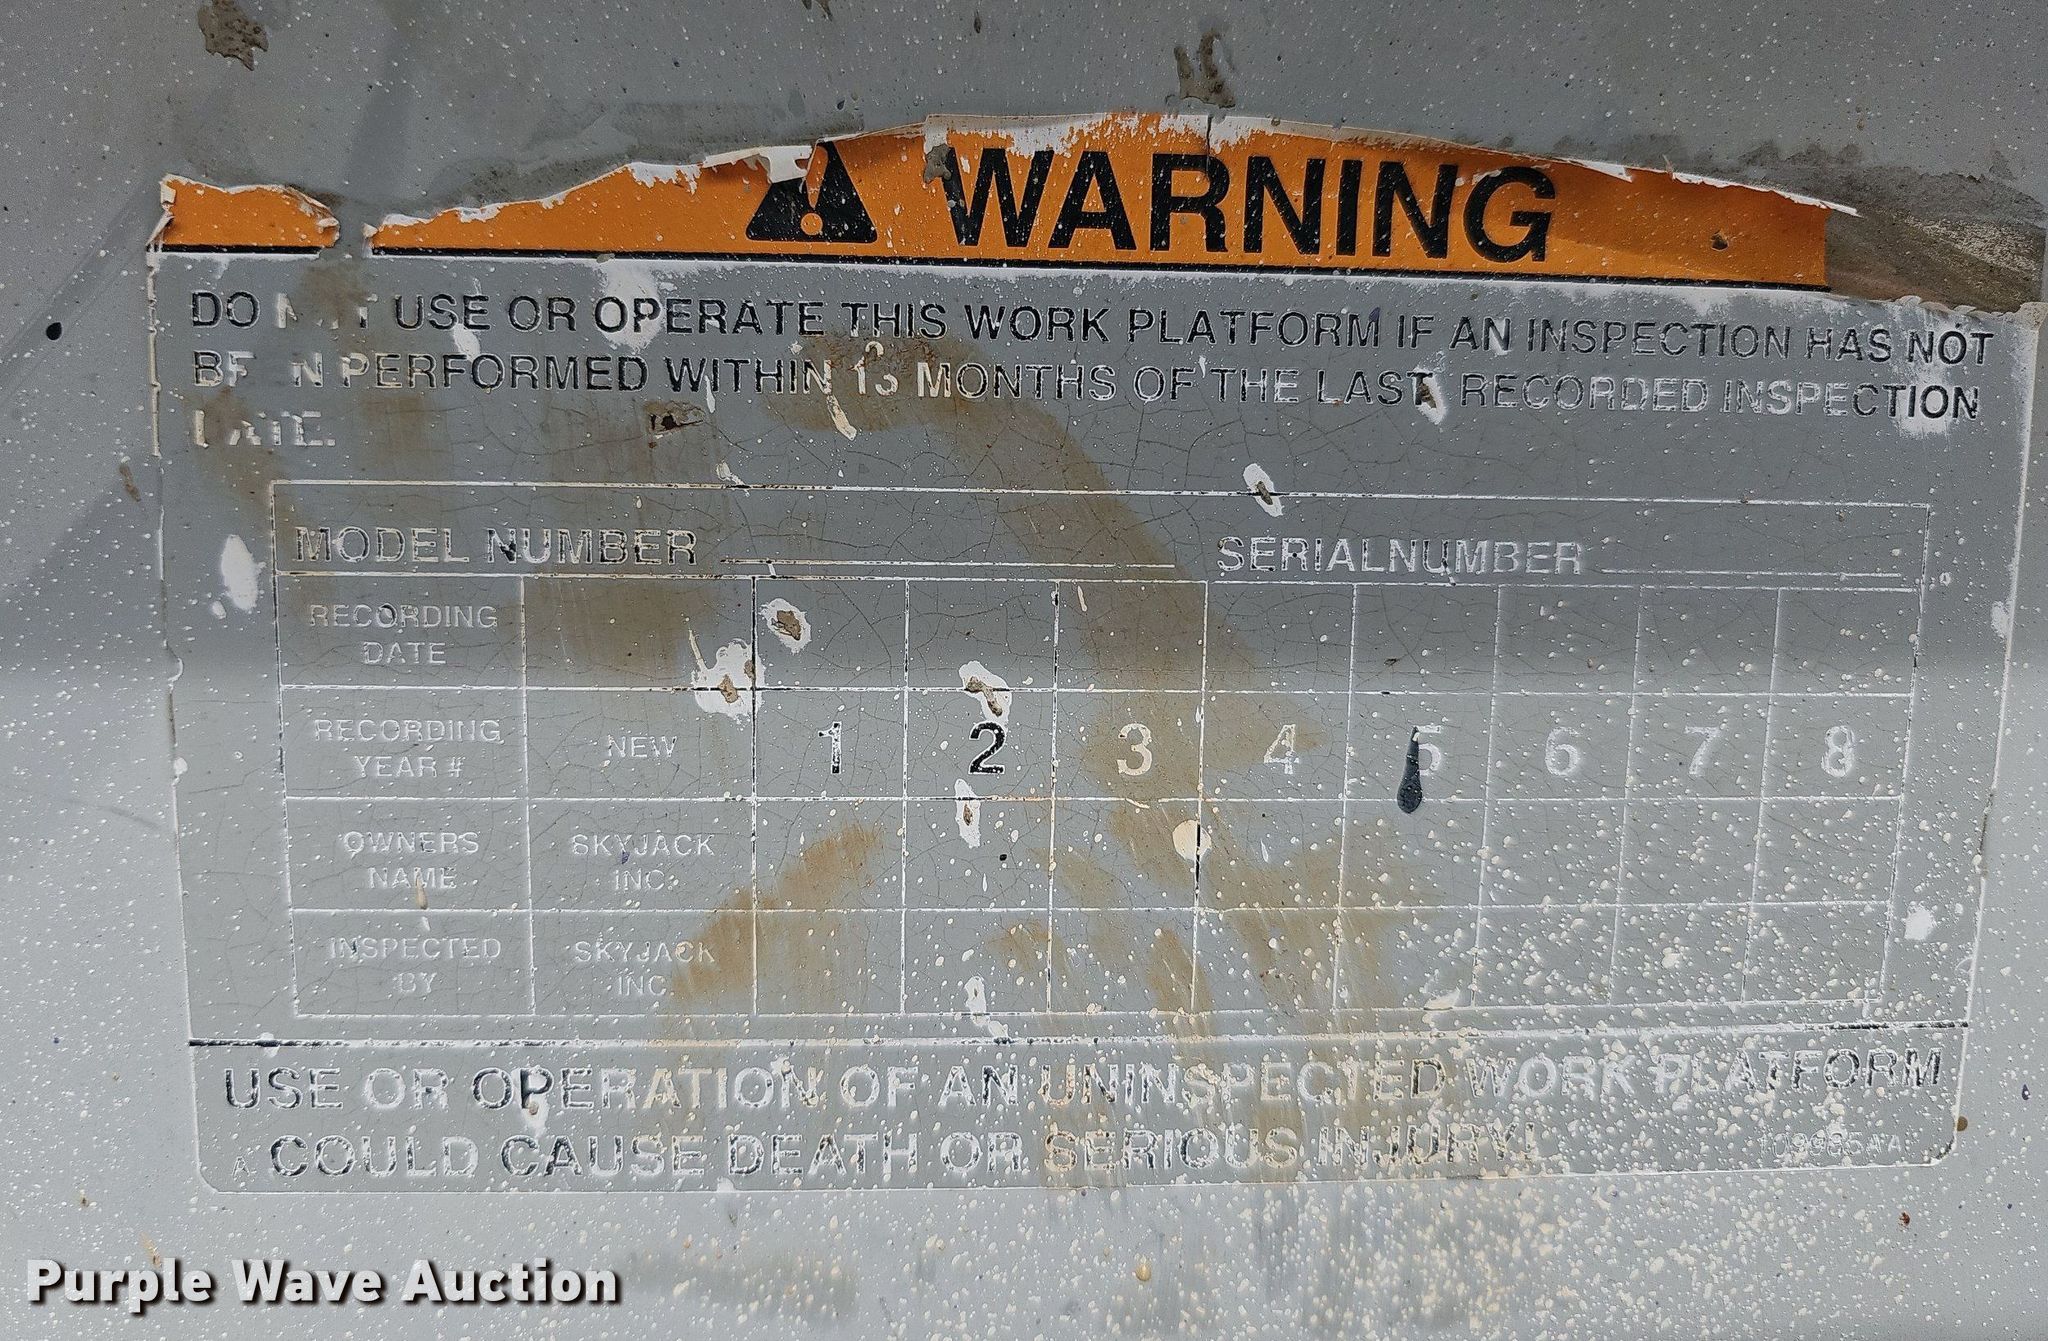 WARNING
DO USE OR OPERATE THIS WORK PLATFORM IF AN INSPECTION HAS NOT
PERFORMED WITHIN 13 MONTHS OF THE LAST RECORDED INSPECTION
MODEL NUMBER SERIALNUMBER
RECORDING
DATE
RECORDING
YEAR # NEW 1 2 3 4 5 6 7 8
OWNERS SKYJACK
NAME INC.
INSPECTED SKYJACK
BY INC.
USE OR OPERATION OF AN UNINSPECTED WORK PLATFORM
COULD CAUSE DEATH OR SERIOUS INJURY!
Purple Wave Auction